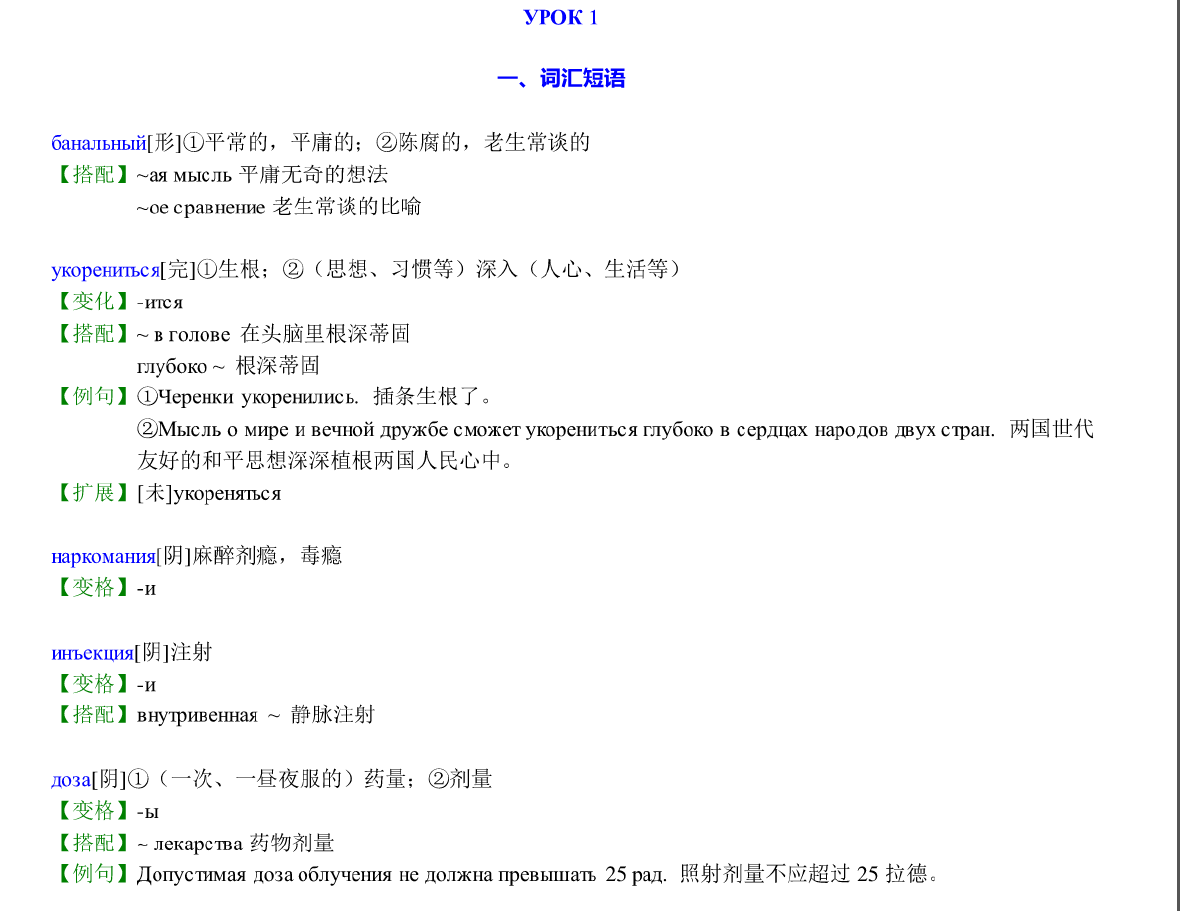 УРОК 1
一、词汇短语
банальный[形]①平常的，平庸的；②陈腐的，老生常谈的
【搭配】~ая мысль 平庸无奇的想法
~ое сравнение 老生常谈的比喻
укорениться[完]①生根；②（思想、习惯等）深入（人心、生活等）
【变化】-ится
【搭配】~ в голове 在头脑里根深蒂固
глубоко ~ 根深蒂固
【例句】①Черенки укоренились. 插条生根了。
②Мысль о мире и вечной дружбе сможет укорениться глубоко в сердцах народов двух стран. 两国世代
友好的和平思想深深植根两国人民心中。
【扩展】[未]укореняться
наркомания[阴]麻醉剂瘾，毒瘾
【变格】-и
инъекция[阴]注射
【变格】-и
【搭配】внутривенная ~ 静脉注射
доза[阴]①（一次、一昼夜服的）药量；②剂量
【变格】-ы
【搭配】~ лекарства 药物剂量
【例句】Допустимая доза облучения не должна превышать 25 рад. 照射剂量不应超过 25 拉德。